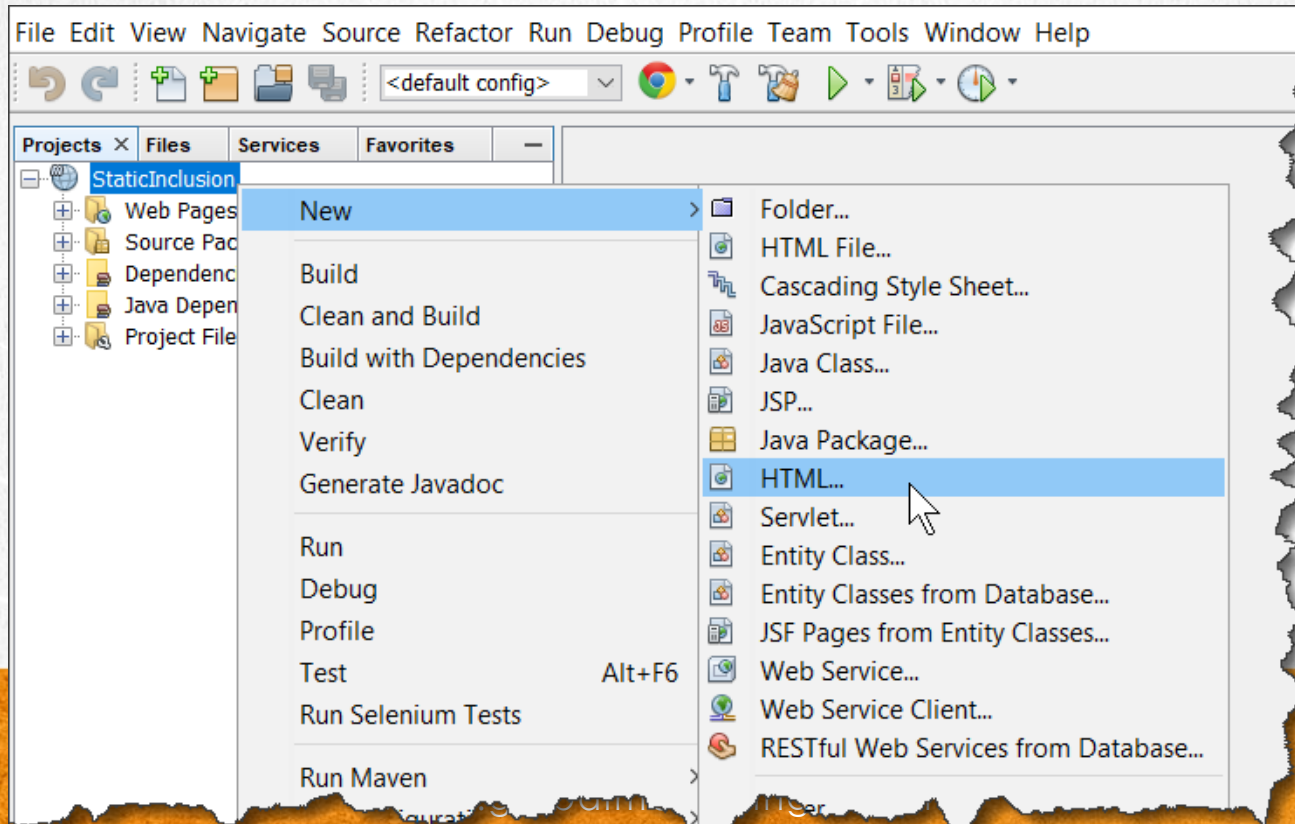 File Edit View Navigate Source Refactor Run Debug Profile Team Tools Window Help
<default config>
Projects Files Services Favorites
StaticInclusion
Web Pages
Source Pac
Dependenc
Java Depen
Project File
New
Build
Clean and Build
Build with Dependencies
Clean
Verify
Generate Javadoc
Run
Debug
Profile
Test Alt+F6
Run Selenium Tests
Run Maven
Folder...
HTML File...
Cascading Style Sheet...
JavaScript File...
Java Class...
JSP...
Java Package...
HTML...
Servlet...
Entity Class...
Entity Classes from Database...
JSF Pages from Entity Classes...
Web Service...
Web Service Client...
RESTful Web Services from Database...